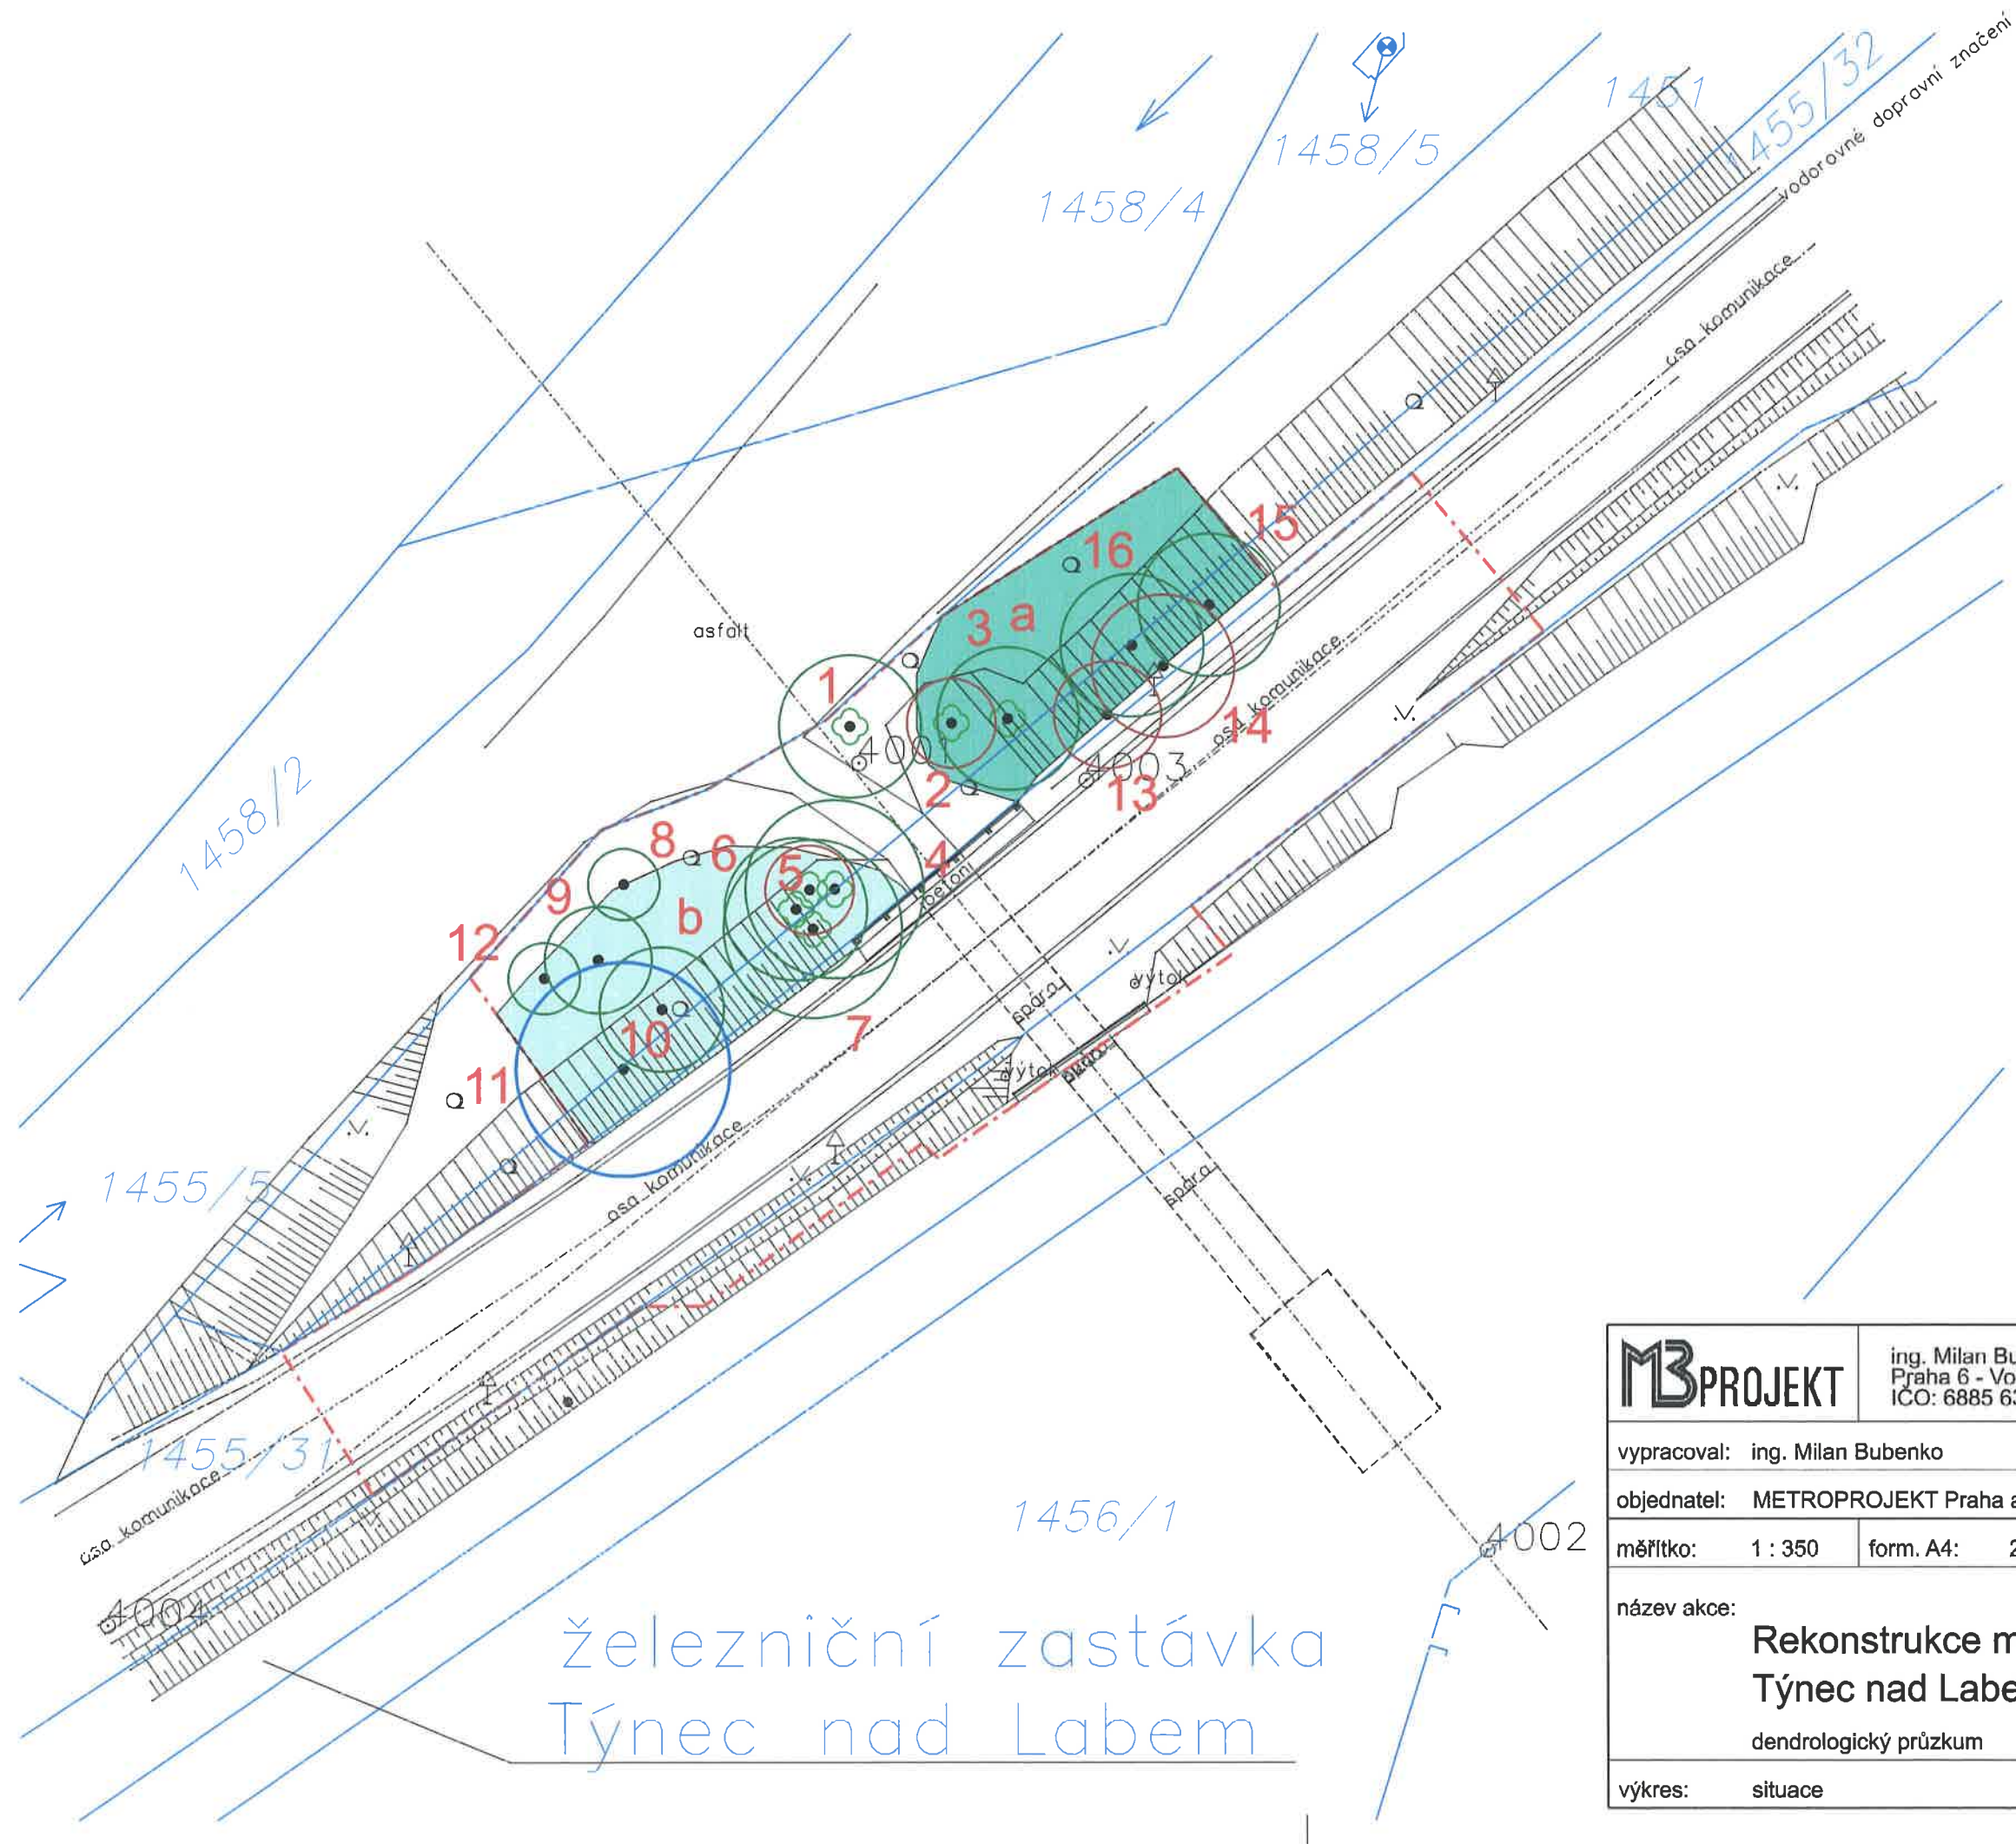 vodorovné dopravní značení
1451
1455/32
1458/5
1458/4
osa komunikace
15
16
3 a
asfalt
osa komunikace
1
14
4001
4003
2
13
1458/2
8
6
5
4
beton
9
b
12
výtok
spára
10
7
11
výtok
osa komunikace
1455/5
spára
ing. Milan Bu
Praha 6 - Vo
IČO: 6885 6
MBPROJEKT
1455/31
vypracoval: ing. Milan Bubenko
osa komunikace
objednatel: METROPROJEKT Praha a
1456/1
4002
měřítko: 1 : 350 form. A4: 2
4004
název akce:
Rekonstrukce m
železniční zastávka
Týnec nad Labem
Týnec nad Labe
dendrologický průzkum
výkres: situace